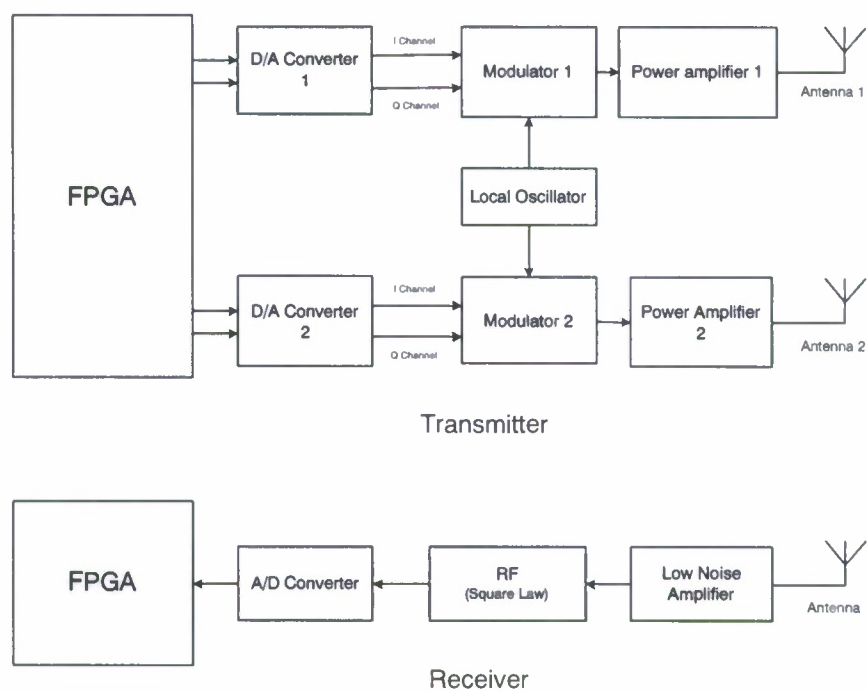 FPGA
D/A Converter
1
I Channel
Q Channel
Modulator 1
Power amplifier 1
Antenna 1
Local Oscillator
D/A Converter
2
I Channel
Q Channel
Modulator 2
Power Amplifier
2
Antenna 2
Transmitter
FPGA
A/D Converter
RF
(Square Law)
Low Noise
Amplifier
Antenna
Receiver